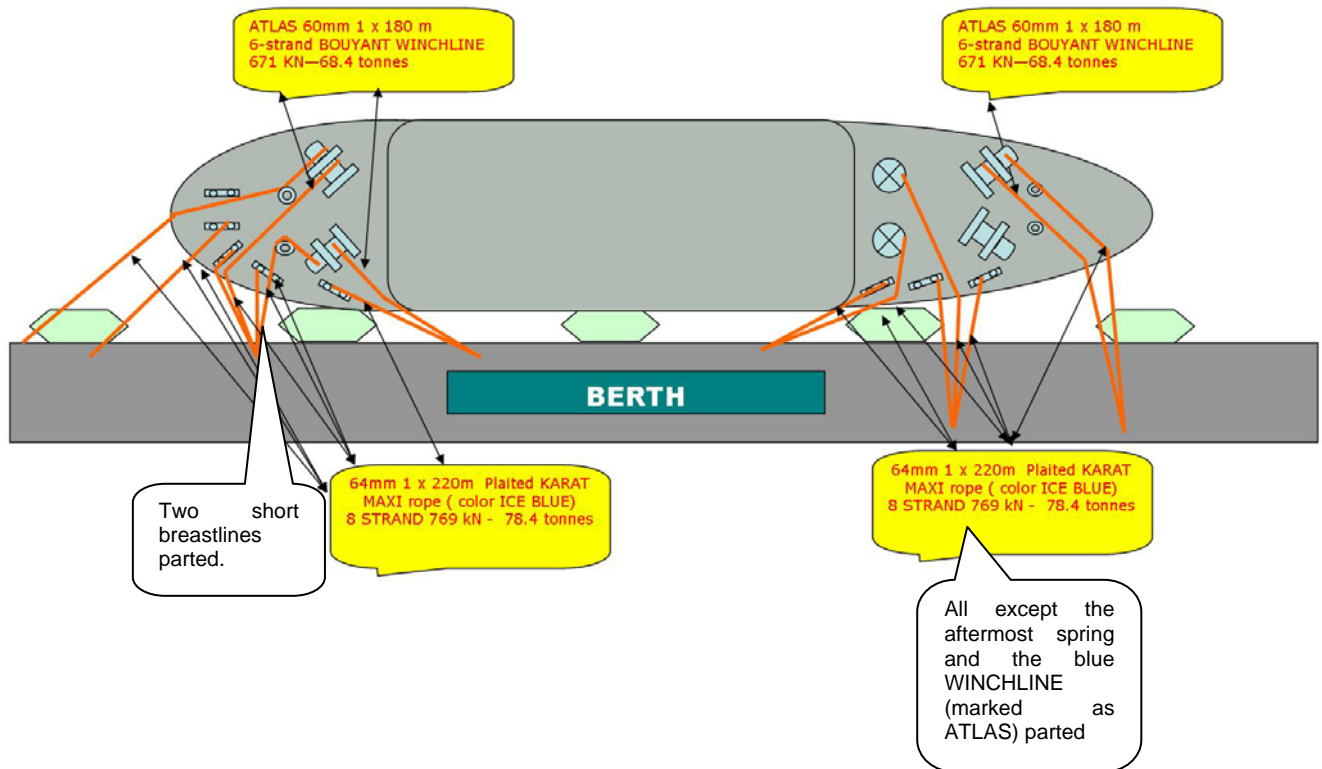 ATLAS 60mm 1 x 180 m
6-strand BOUYANT WINCHLINE
671 KN—68.4 tonnes
ATLAS 60mm 1 x 180 m
6-strand BOUYANT WINCHLINE
671 KN—68.4 tonnes
BERTH
64mm 1 x 220m Plaited KARAT
MAXI rope ( color ICE BLUE)
8 STRAND 769 kN - 78.4 tonnes
64mm 1 x 220m Plaited KARAT
MAXI rope ( color ICE BLUE)
8 STRAND 769 kN - 78.4 tonnes
Two short
breastlines
parted.
All except the
aftermost spring
and the blue
WINCHLINE
(marked as
ATLAS) parted